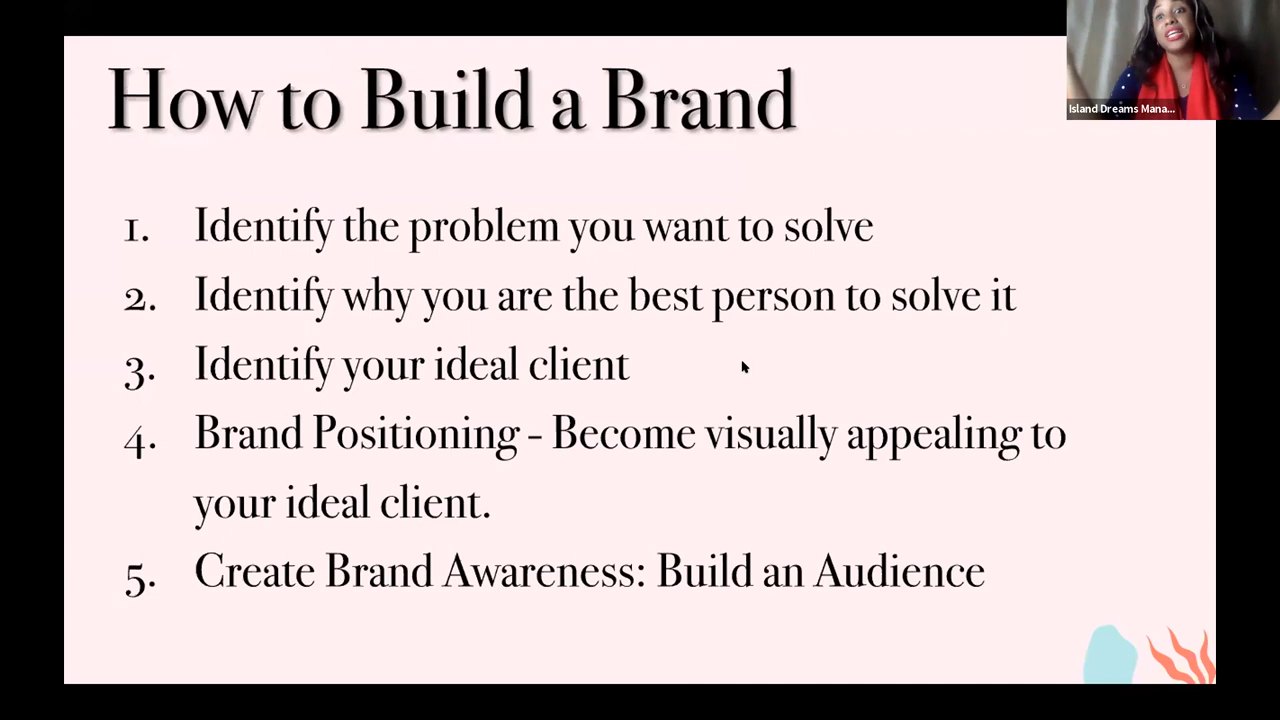 How to Build a Brand
Island Dreams Mana...
1. Identify the problem you want to solve
2. Identify why you are the best person to solve it
3. Identify your ideal client
4. Brand Positioning - Become visually appealing to
your ideal client.
5. Create Brand Awareness: Build an Audience